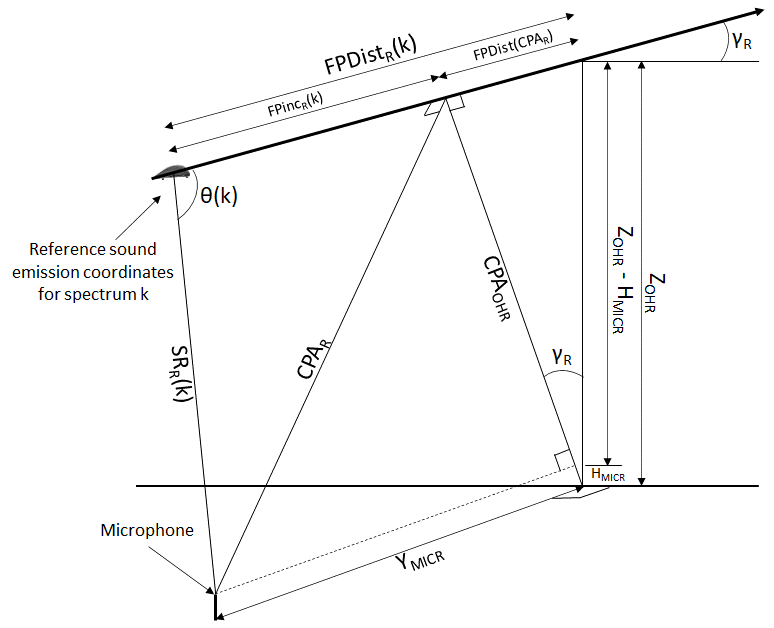 FPDist_R(k)
FPDist(CPA_R)
γ_R
FPinc_R(k)
θ(k)
Reference sound
emission coordinates
for spectrum k
Z_OHR - H_MICR
Z_OHR
CPA_OHR
SR_R(k)
CPA_R
γ_R
H_MICR
Microphone
Y_MICR